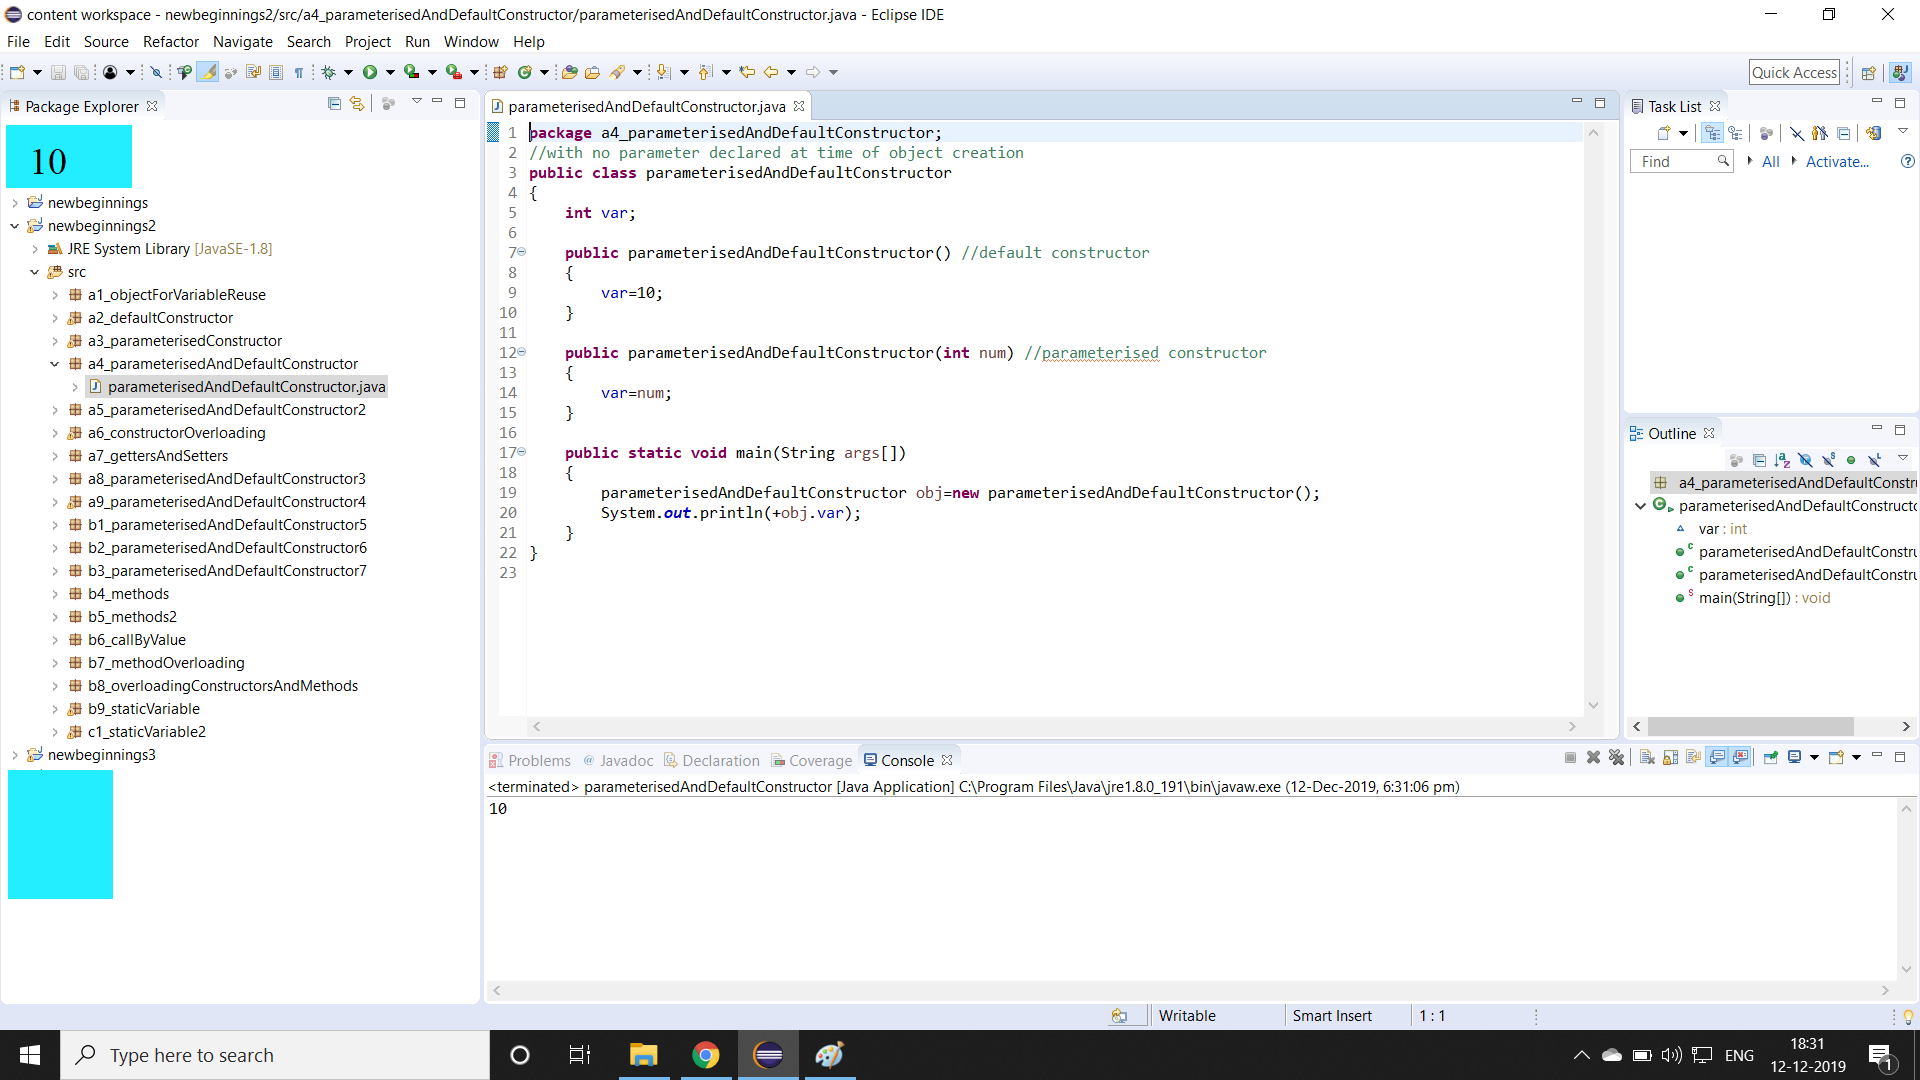 content workspace - newbeginnings2/src/a4_parameterisedAndDefaultConstructor/parameterisedAndDefaultConstructor.java - Eclipse IDE
File Edit Source Refactor Navigate Search Project Run Window Help
Quick Access
Package Explorer
10
newbeginnings
newbeginnings2
JRE System Library [JavaSE-1.8]
src
a1_objectForVariableReuse
a2_defaultConstructor
a3_parameterisedConstructor
a4_parameterisedAndDefaultConstructor
parameterisedAndDefaultConstructor.java
a5_parameterisedAndDefaultConstructor2
a6_constructorOverloading
a7_gettersAndSetters
a8_parameterisedAndDefaultConstructor3
a9_parameterisedAndDefaultConstructor4
b1_parameterisedAndDefaultConstructor5
b2_parameterisedAndDefaultConstructor6
b3_parameterisedAndDefaultConstructor7
b4_methods
b5_methods2
b6_callByValue
b7_methodOverloading
b8_overloadingConstructorsAndMethods
b9_staticVariable
c1_staticVariable2
newbeginnings3
parameterisedAndDefaultConstructor.java
1 package a4_parameterisedAndDefaultConstructor;
2 //with no parameter declared at time of object creation
3 public class parameterisedAndDefaultConstructor
4 {
5     int var;
6
7     public parameterisedAndDefaultConstructor() //default constructor
8     {
9         var=10;
10     }
11
12     public parameterisedAndDefaultConstructor(int num) //parameterised constructor
13     {
14         var=num;
15     }
16
17     public static void main(String args[])
18     {
19         parameterisedAndDefaultConstructor obj=new parameterisedAndDefaultConstructor();
20         System.out.println(+obj.var);
21     }
22 }
23
Task List
Find All Activate...
Outline
a4_parameterisedAndDefaultConstr
parameterisedAndDefaultConstructo
var : int
parameterisedAndDefaultConstru
parameterisedAndDefaultConstru
main(String[]) : void
Problems @ Javadoc Declaration Coverage Console
<terminated> parameterisedAndDefaultConstructor [Java Application] C:\Program Files\Java\jre1.8.0_191\bin\javaw.exe (12-Dec-2019, 6:31:06 pm)
10
Writable Smart Insert 1 : 1
Type here to search
ENG
18:31
12-12-2019
1